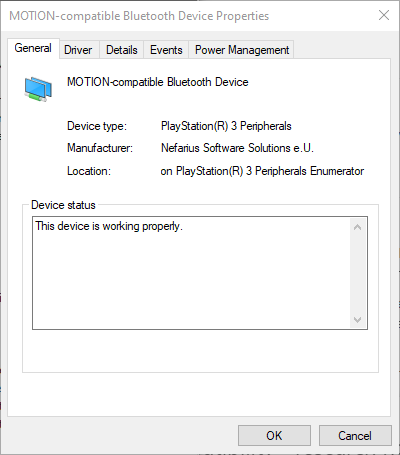 MOTION-compatible Bluetooth Device Properties
General Driver Details Events Power Management
MOTION-compatible Bluetooth Device
Device type: PlayStation(R) 3 Peripherals
Manufacturer: Nefarius Software Solutions e.U.
Location: on PlayStation(R) 3 Peripherals Enumerator
Device status
This device is working properly.
OK Cancel